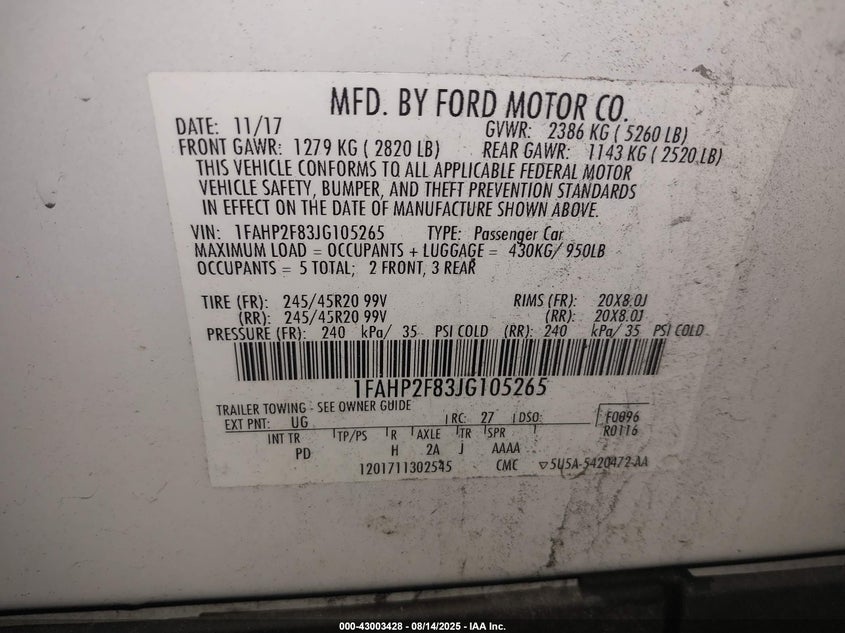 MFD. BY FORD MOTOR CO.
DATE: 11/17 GVWR: 2386 KG ( 5260 LB)
FRONT GAWR: 1279 KG ( 2820 LB) REAR GAWR: 1143 KG ( 2520 LB)
THIS VEHICLE CONFORMS TO ALL APPLICABLE FEDERAL MOTOR
VEHICLE SAFETY, BUMPER, AND THEFT PREVENTION STANDARDS
IN EFFECT ON THE DATE OF MANUFACTURE SHOWN ABOVE.
VIN: 1FAHP2F83JG105265 TYPE: Passenger Car
MAXIMUM LOAD = OCCUPANTS + LUGGAGE = 430KG/ 950LB
OCCUPANTS = 5 TOTAL; 2 FRONT, 3 REAR
TIRE (FR): 245/45R20 99V RIMS (FR): 20X8.0J
(RR): 245/45R20 99V (RR): 20X8.0J
PRESSURE (FR): 240 kPa/ 35 PSI COLD (RR): 240 kPa/ 35 PSI COLD
1FAHP2F83JG105265
TRAILER TOWING - SEE OWNER GUIDE
EXT PNT: UG RC: 27 DSO: F0096
INT TR TP/PS R AXLE TR SPR R0116
PD H 2A J AAAA
1201711302545 CMC ▽5U5A-5420472-AA
000-43003428 - 08/14/2025 - IAA Inc.